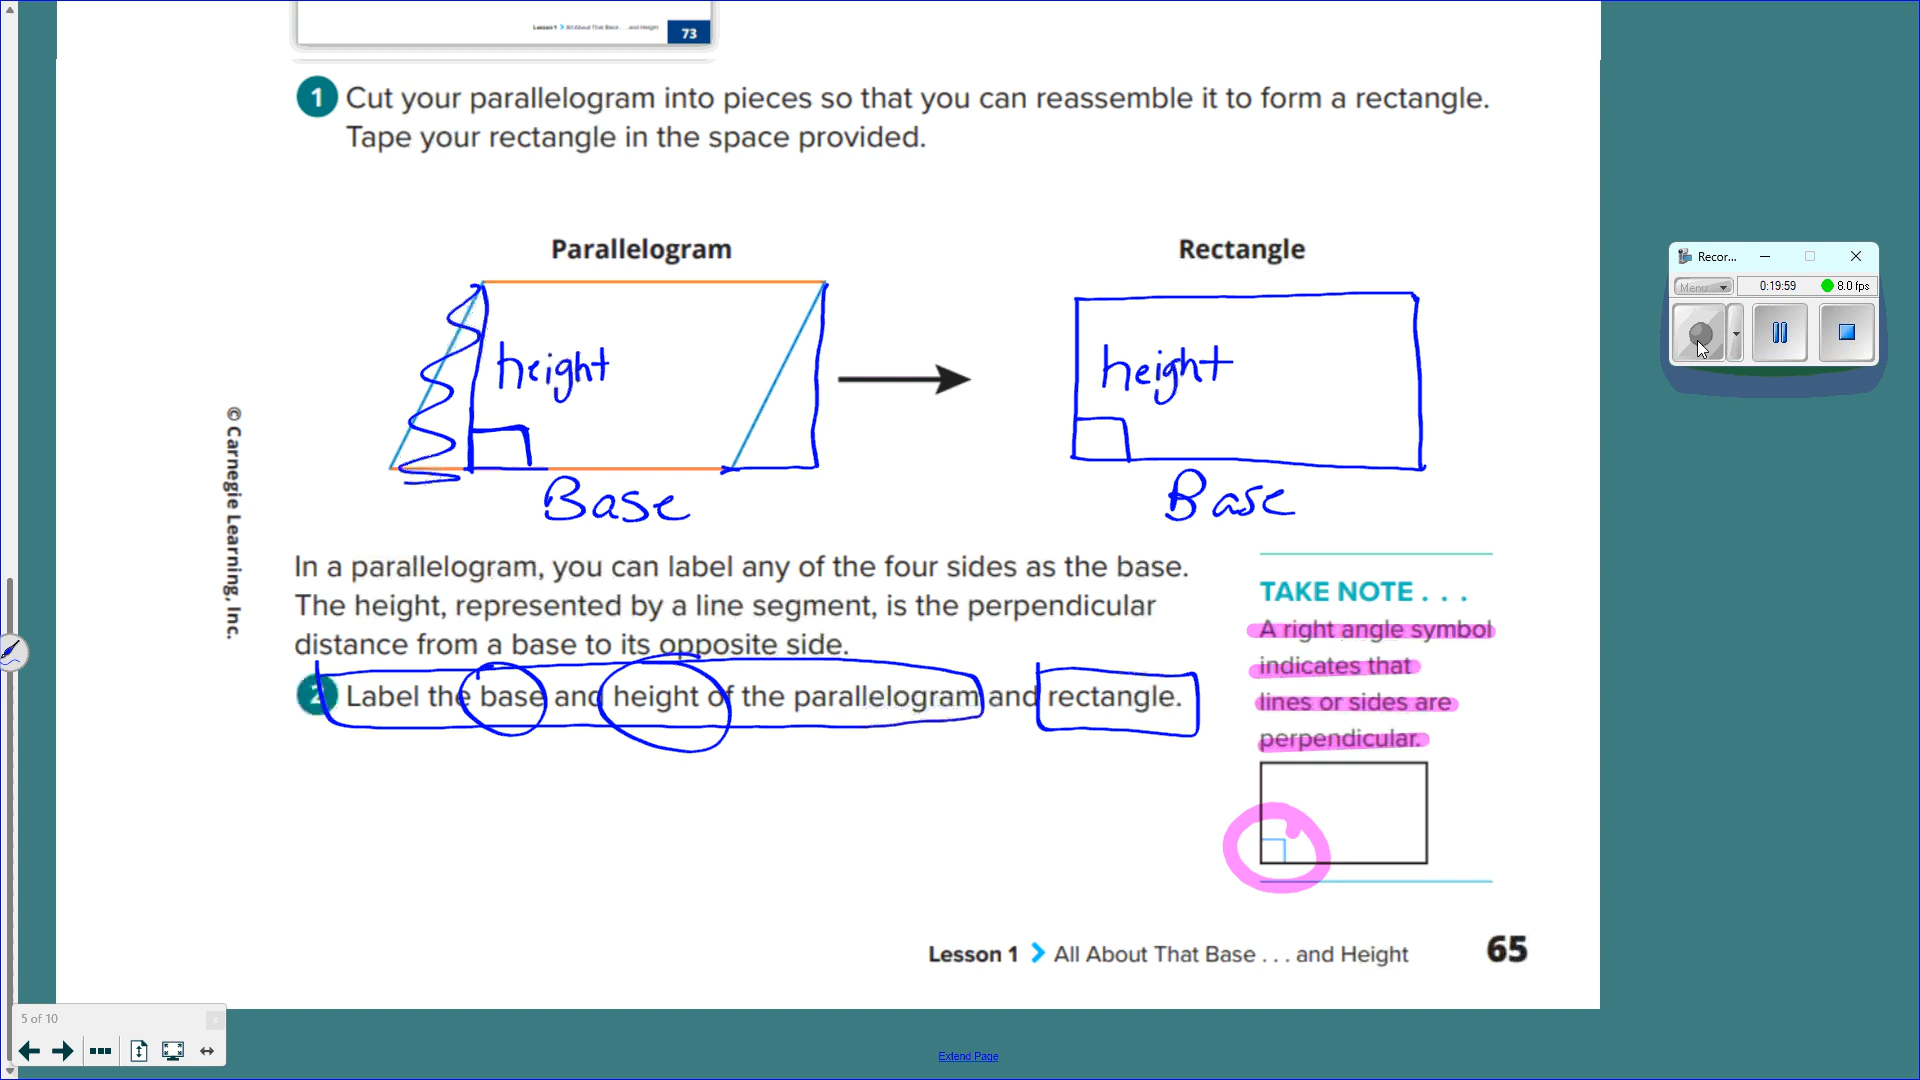 Lesson 1 > All About That Base . . . and Height 73
1 Cut your parallelogram into pieces so that you can reassemble it to form a rectangle.
Tape your rectangle in the space provided.
Parallelogram
Rectangle
height
height
Base
Base
© Carnegie Learning, Inc.
In a parallelogram, you can label any of the four sides as the base.
The height, represented by a line segment, is the perpendicular
distance from a base to its opposite side.
2 Label the base and height of the parallelogram and rectangle.
TAKE NOTE . . .
A right angle symbol
indicates that
lines or sides are
perpendicular.
Lesson 1 > All About That Base . . . and Height 65
Recor...
Menu
0:19:59
8.0 fps
5 of 10
Extend Page